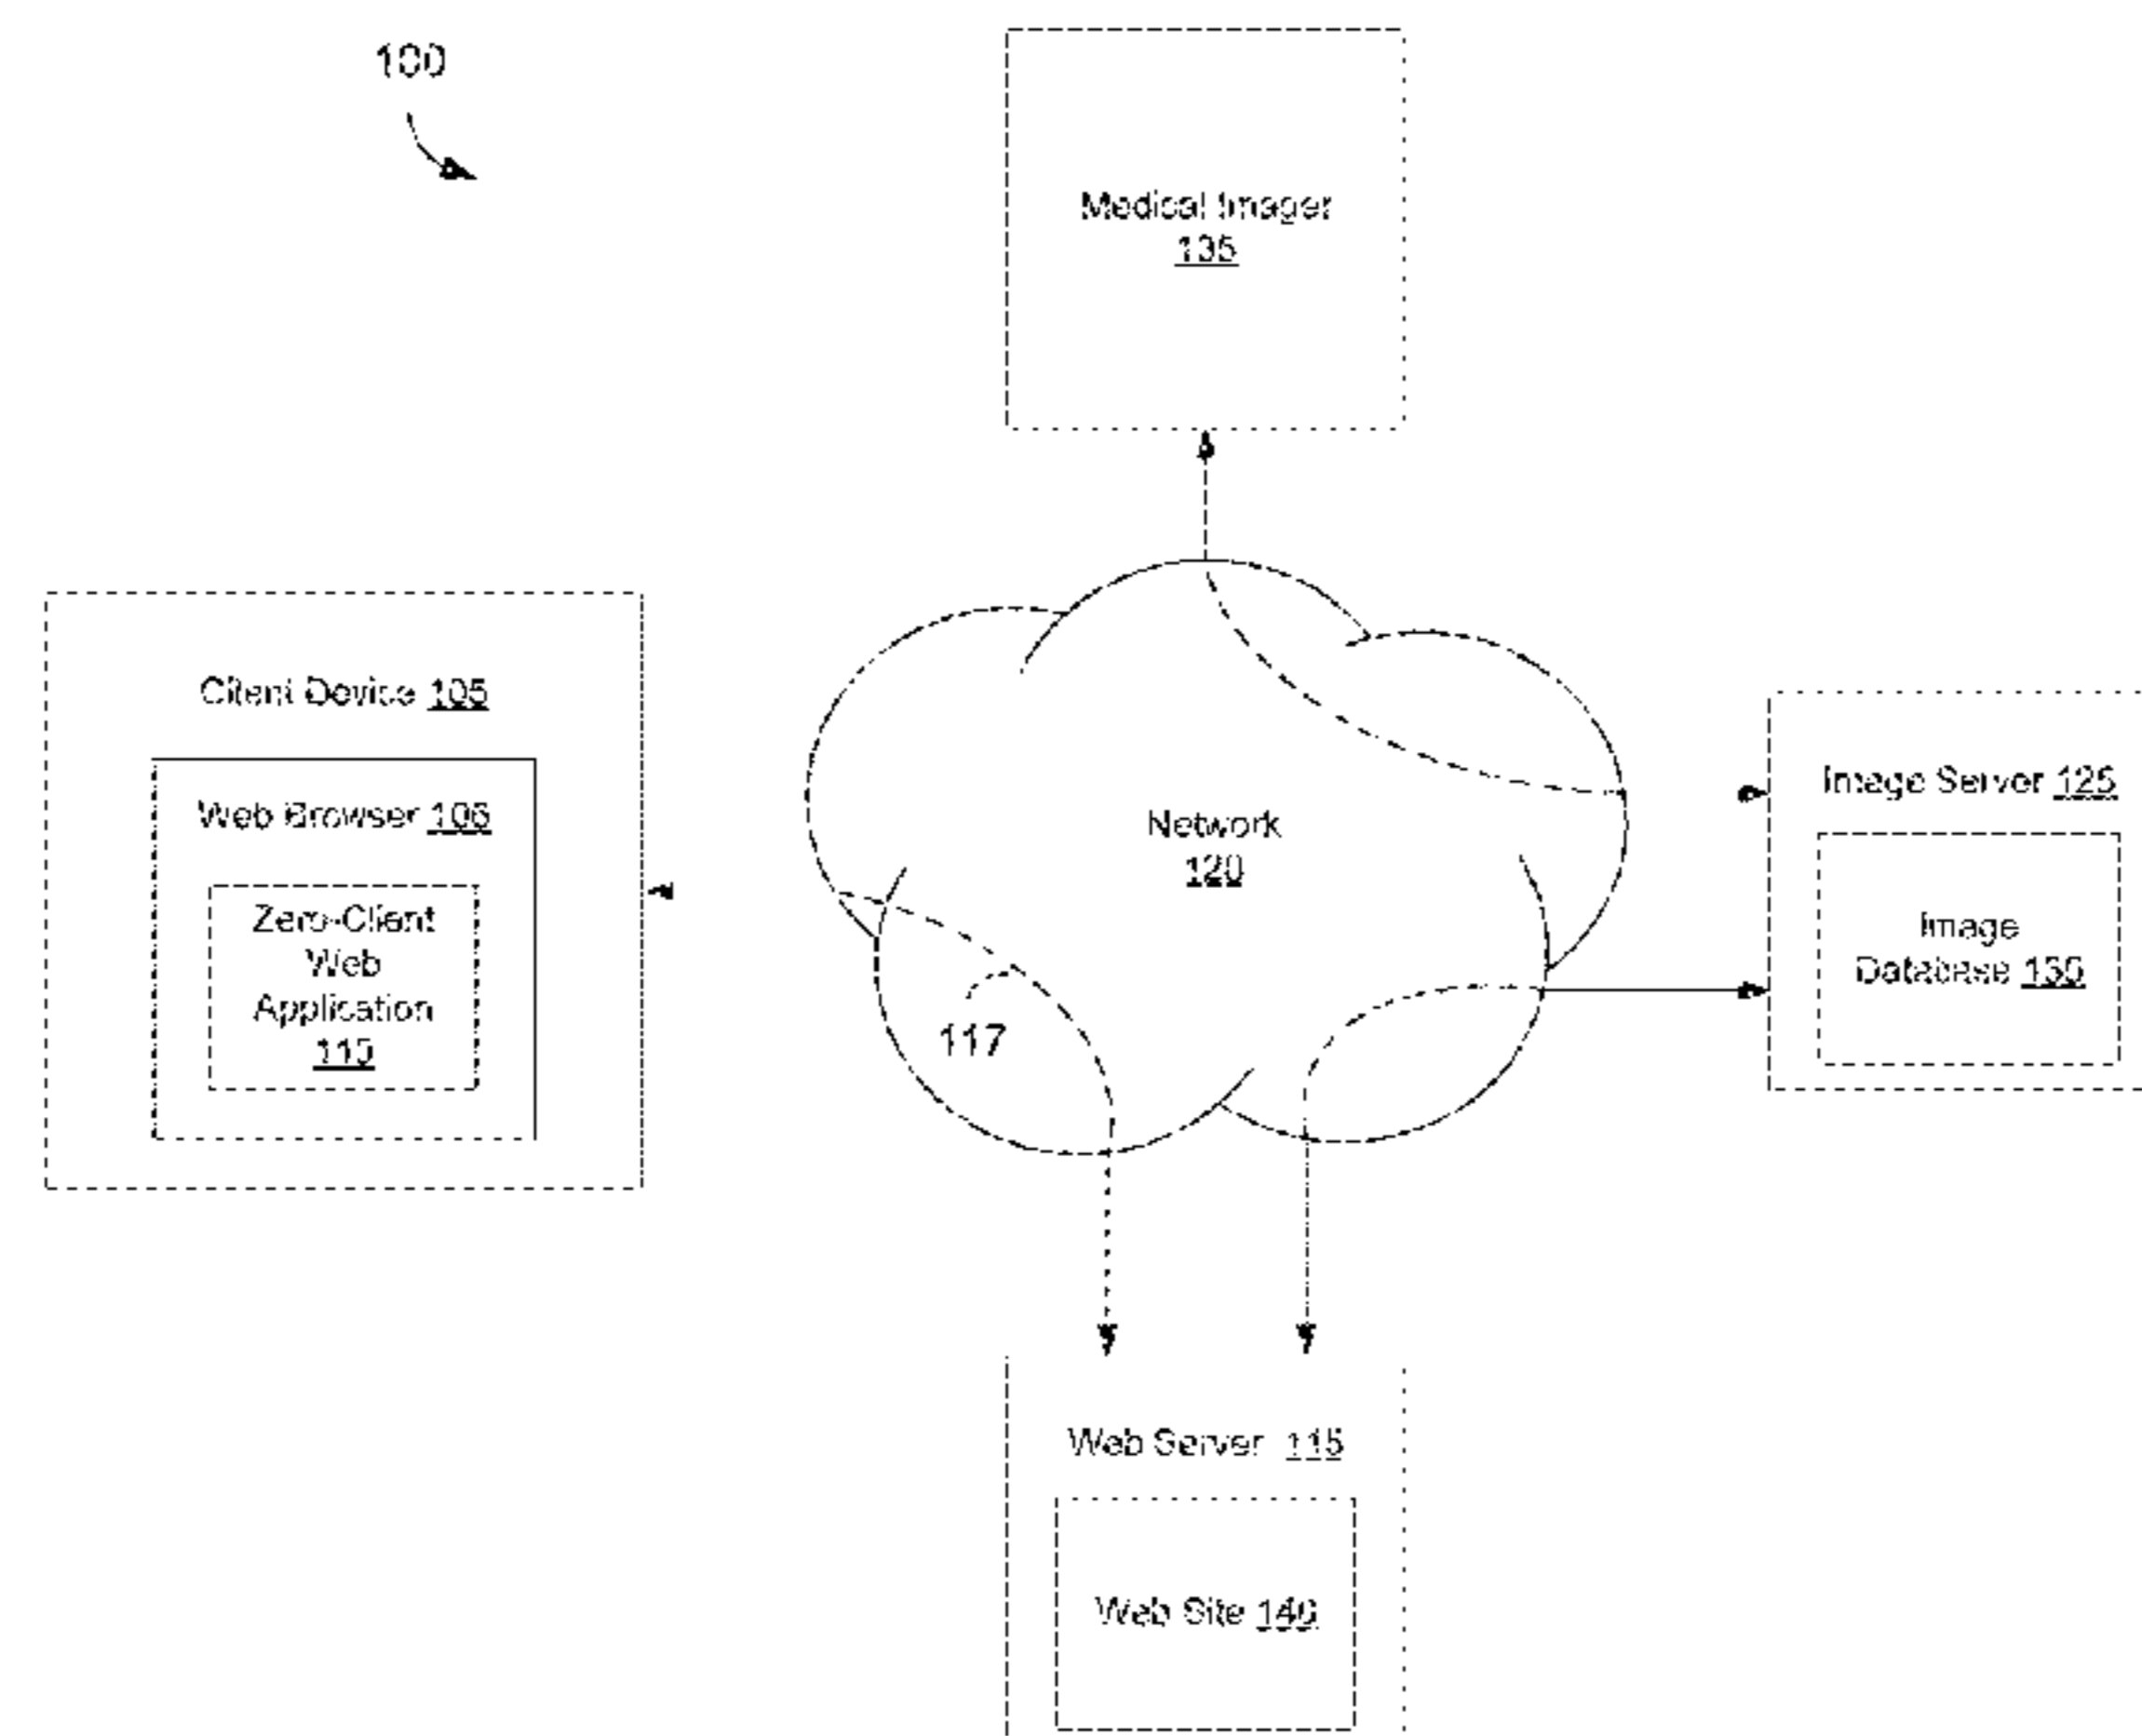 100
Medical Imager
135
Client Device 105
Web Browser 106
Zero-Client
Web
Application
110
Network
120
117
Image Server 125
Image
Database 130
Web Server 115
Web Site 140